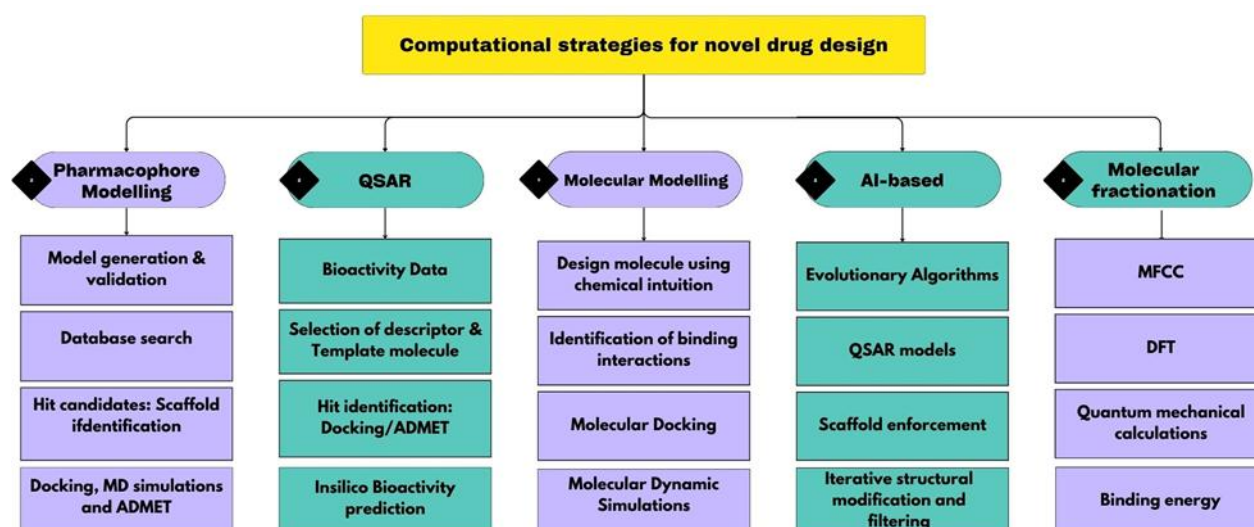 Computational strategies for novel drug design
Pharmacophore
Modelling
Model generation &
validation
Database search
Hit candidates: Scaffold
ifdentification
Docking, MD simulations
and ADMET
QSAR
Bioactivity Data
Selection of descriptor &
Template molecule
Hit identification:
Docking/ADMET
Insilico Bioactivity
prediction
Molecular Modelling
Design molecule using
chemical intuition
Identification of binding
interactions
Molecular Docking
Molecular Dynamic
Simulations
AI-based
Evolutionary Algorithms
QSAR models
Scaffold enforcement
Iterative structural
modification and
filtering
Molecular
fractionation
MFCC
DFT
Quantum mechanical
calculations
Binding energy